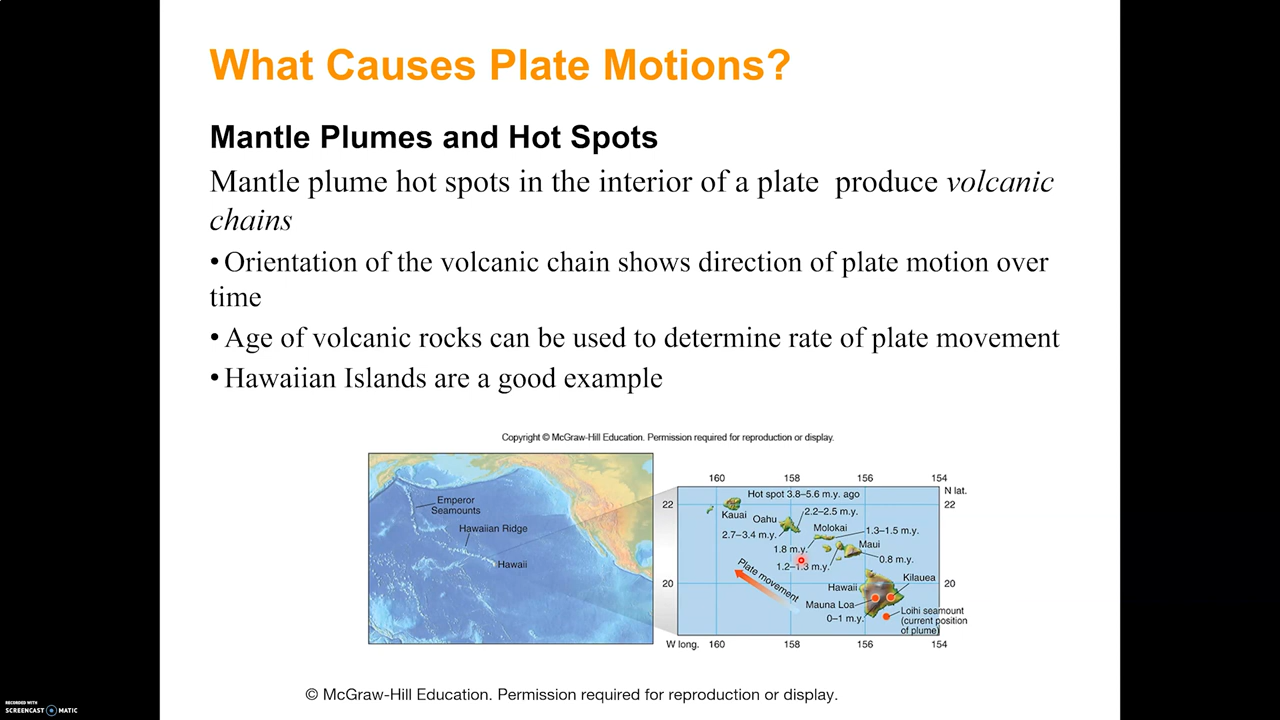 What Causes Plate Motions?
Mantle Plumes and Hot Spots
Mantle plume hot spots in the interior of a plate produce volcanic
chains
• Orientation of the volcanic chain shows direction of plate motion over
time
• Age of volcanic rocks can be used to determine rate of plate movement
• Hawaiian Islands are a good example
Copyright © McGraw-Hill Education. Permission required for reproduction or display.
Emperor
Seamounts
Hawaiian Ridge
Hawaii
160 158 156 154
N lat.
22 22
Hot spot 3.8–5.6 m.y. ago
Kauai
Oahu
2.2–2.5 m.y.
Molokai
1.3–1.5 m.y.
2.7–3.4 m.y.
Maui
1.8 m.y.
0.8 m.y.
1.2–1.3 m.y.
Plate movement
20 20
Hawaii
Kilauea
Mauna Loa
0–1 m.y.
Loihi seamount
(current position
of plume)
W long. 160 158 156 154
© McGraw-Hill Education. Permission required for reproduction or display.
RECORDED WITH
SCREENCAST MATIC